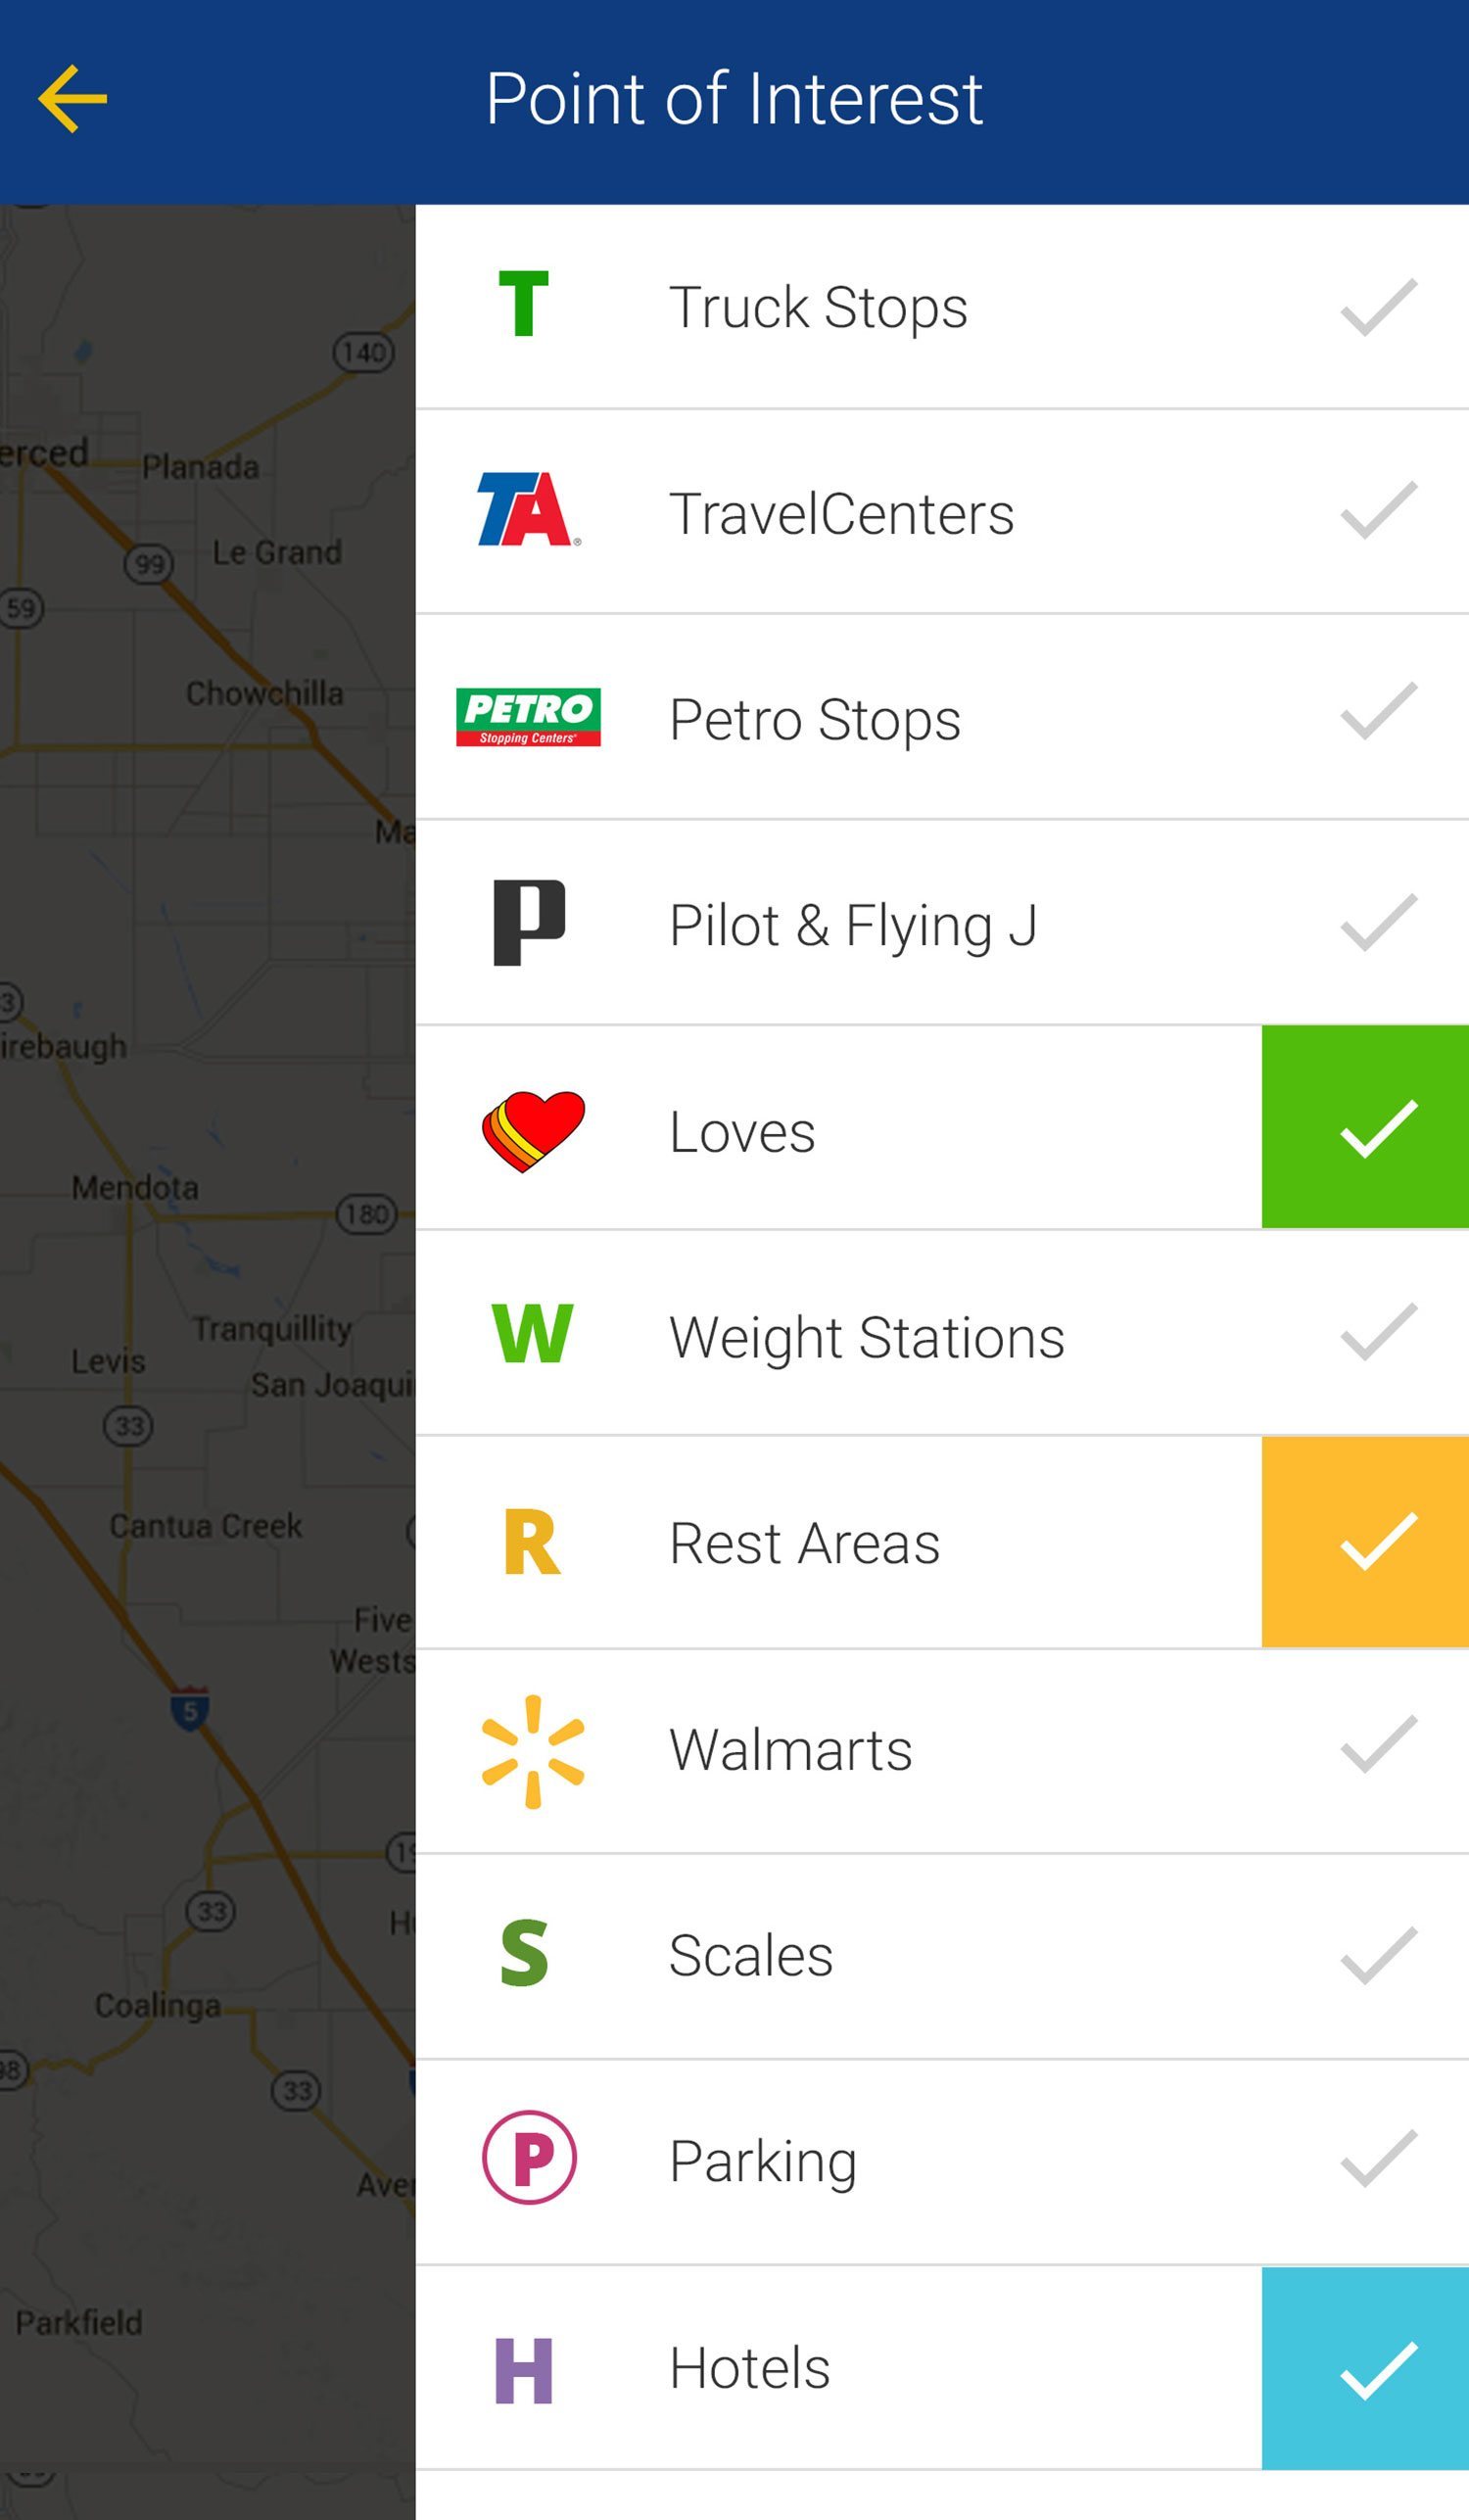 Point of Interest
T Truck Stops
TA® TravelCenters
PETRO
Stopping Centers®
Petro Stops
P Pilot & Flying J
Loves
W Weight Stations
R Rest Areas
Walmarts
S Scales
P Parking
H Hotels
140
erced
Planada
Le Grand
99
59
Chowchilla
Ma
3
irebaugh
Mendota
180
Tranquillity
Levis
San Joaqui
33
Cantua Creek
Five
Wests
5
19
33
Coalinga
98
33
Aver
Parkfield